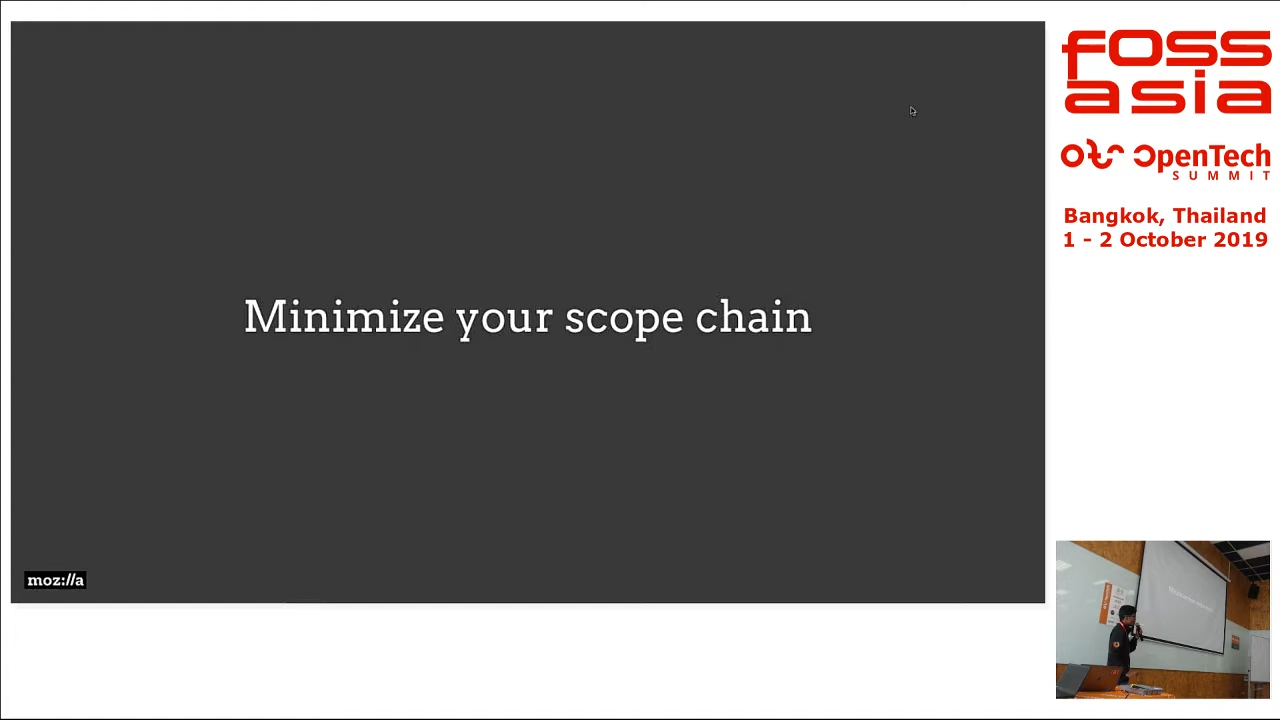 Minimize your scope chain
moz://a
foss
asia
OpenTech
SUMMIT
Bangkok, Thailand
1 - 2 October 2019